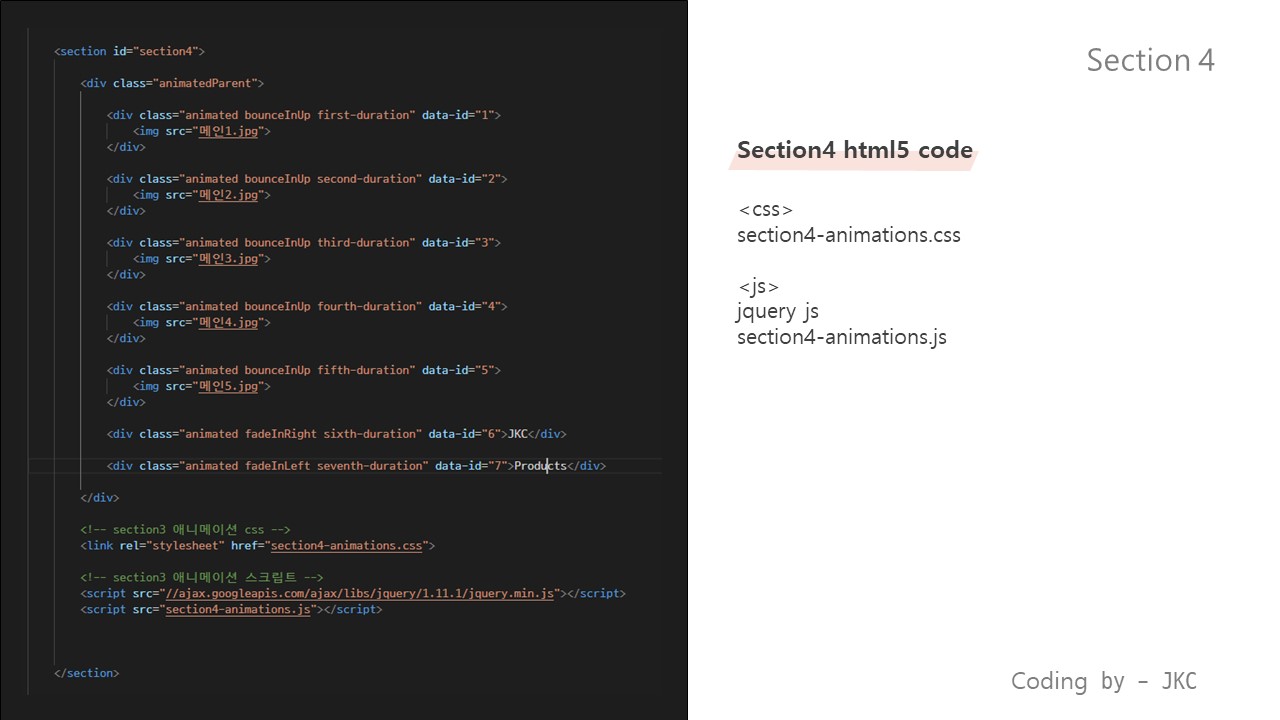 <section id="section4">
<div class="animatedParent">
<div class="animated bounceInUp first-duration" data-id="1">
<img src="메인1.jpg">
</div>
<div class="animated bounceInUp second-duration" data-id="2">
<img src="메인2.jpg">
</div>
<div class="animated bounceInUp third-duration" data-id="3">
<img src="메인3.jpg">
</div>
<div class="animated bounceInUp fourth-duration" data-id="4">
<img src="메인4.jpg">
</div>
<div class="animated bounceInUp fifth-duration" data-id="5">
<img src="메인5.jpg">
</div>
<div class="animated fadeInRight sixth-duration" data-id="6">JKC</div>
<div class="animated fadeInLeft seventh-duration" data-id="7">Products</div>
</div>
<!-- section3 애니메이션 css -->
<link rel="stylesheet" href="section4-animations.css">
<!-- section3 애니메이션 스크립트 -->
<script src="//ajax.googleapis.com/ajax/libs/jquery/1.11.1/jquery.min.js"></script>
<script src="section4-animations.js"></script>
</section>
Section 4
Section4 html5 code
<css>
section4-animations.css
<js>
jquery js
section4-animations.js
Coding by - JKC